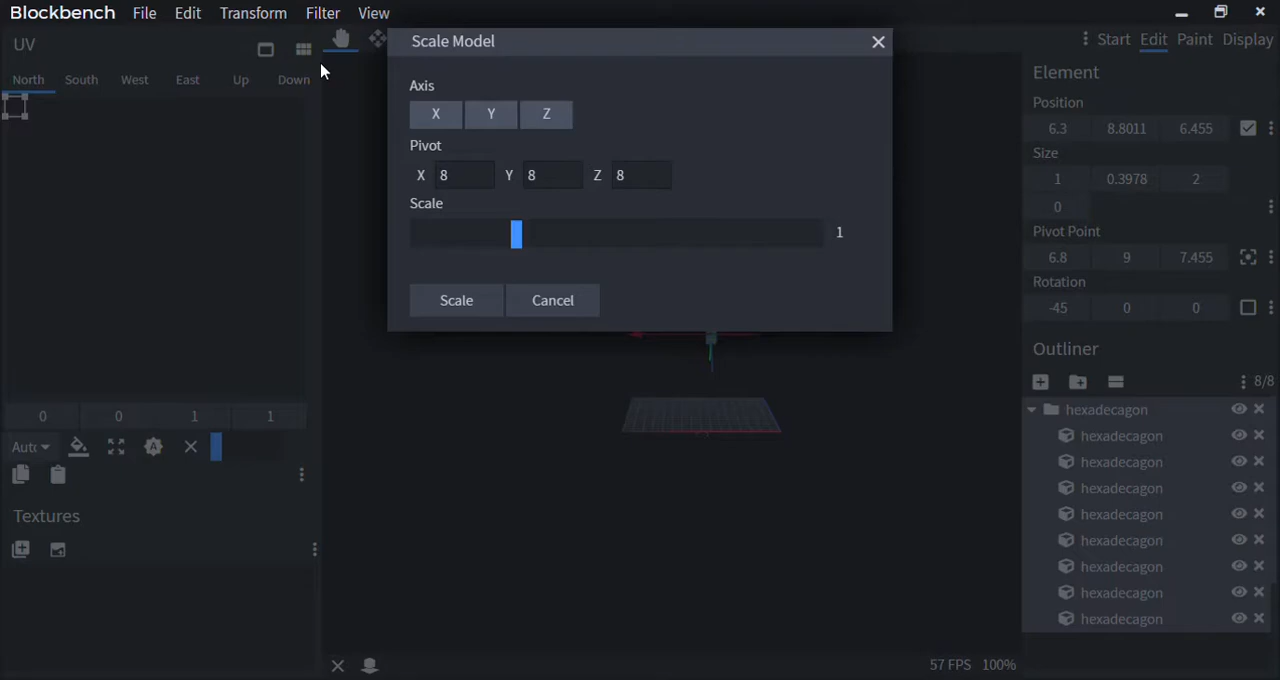 Blockbench File Edit Transform Filter View
UV
North South West East Up Down
0 0 1 1
Auto
Textures
Scale Model
Axis
X Y Z
Pivot
X 8 Y 8 Z 8
Scale
1
Scale Cancel
57 FPS 100%
Start Edit Paint Display
Element
Position
6.3 8.8011 6.455
Size
1 0.3978 2
0
Pivot Point
6.8 9 7.455
Rotation
-45 0 0
Outliner
8/8
hexadecagon
hexadecagon
hexadecagon
hexadecagon
hexadecagon
hexadecagon
hexadecagon
hexadecagon
hexadecagon